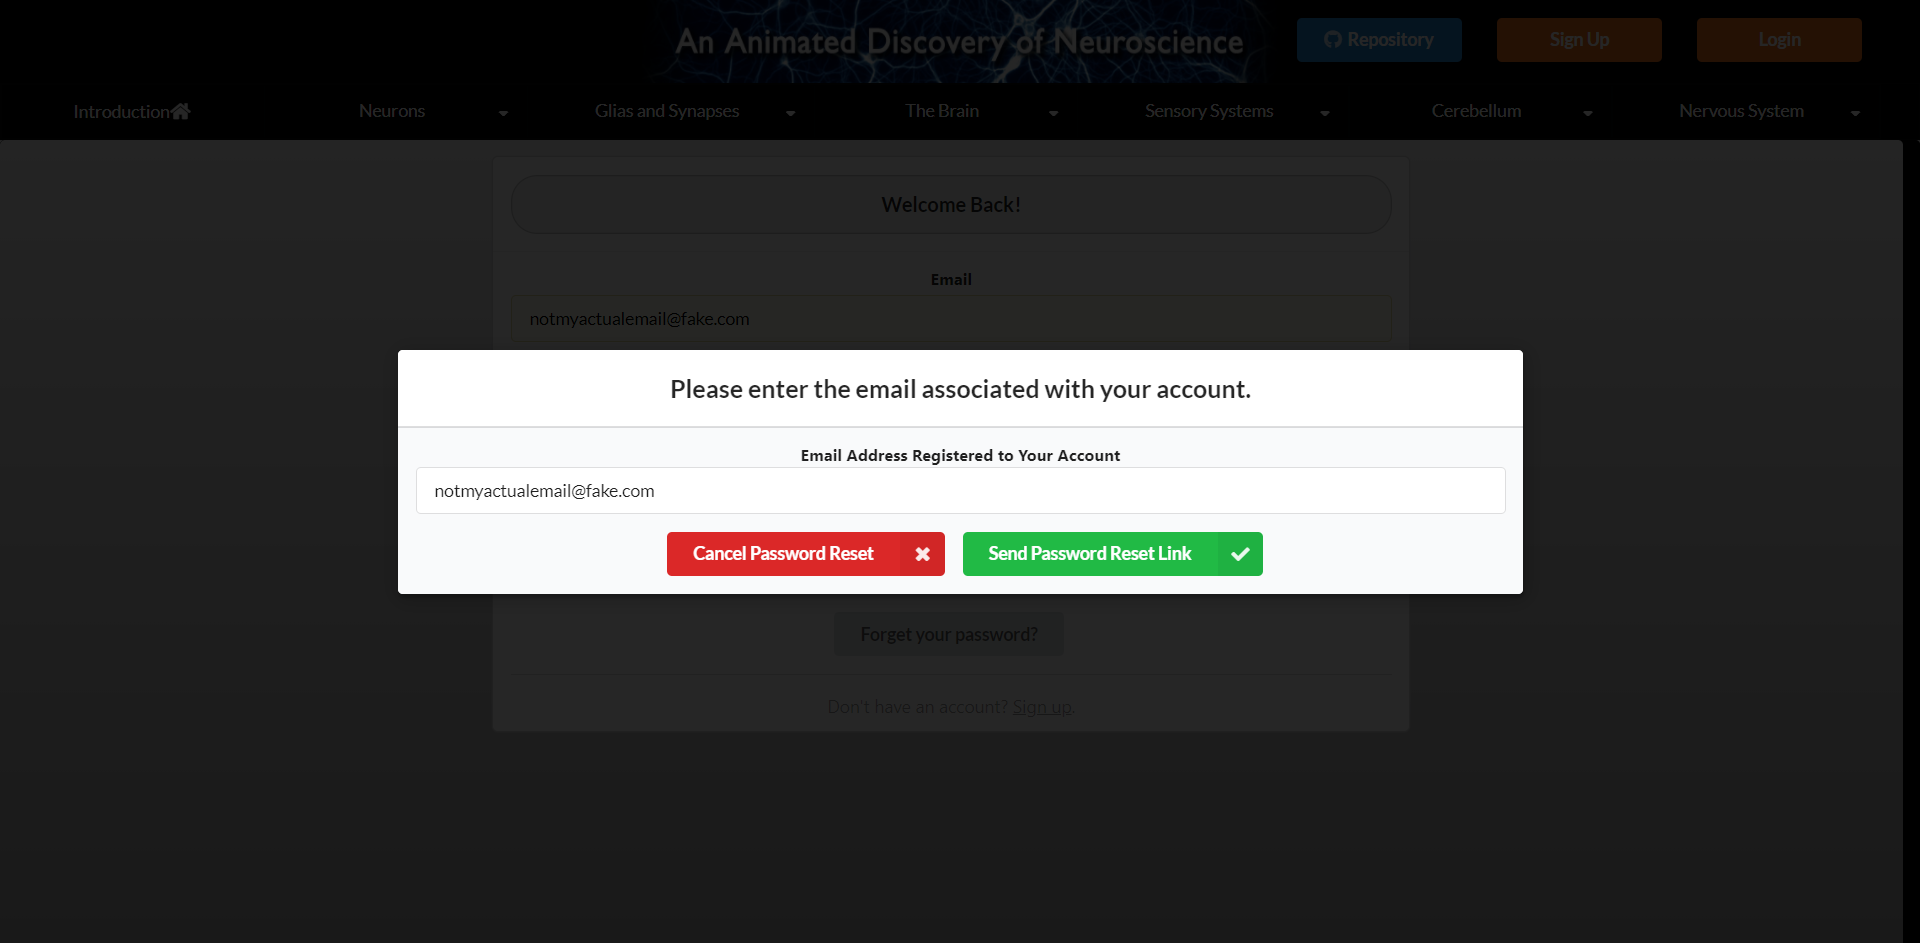 An Animated Discovery of Neuroscience
Repository
Sign Up
Login
Introduction
Neurons
Glias and Synapses
The Brain
Sensory Systems
Cerebellum
Nervous System
Welcome Back!
Email
notmyactualemail@fake.com
Please enter the email associated with your account.
Email Address Registered to Your Account
notmyactualemail@fake.com
Cancel Password Reset
Send Password Reset Link
Forget your password?
Don't have an account? Sign up.